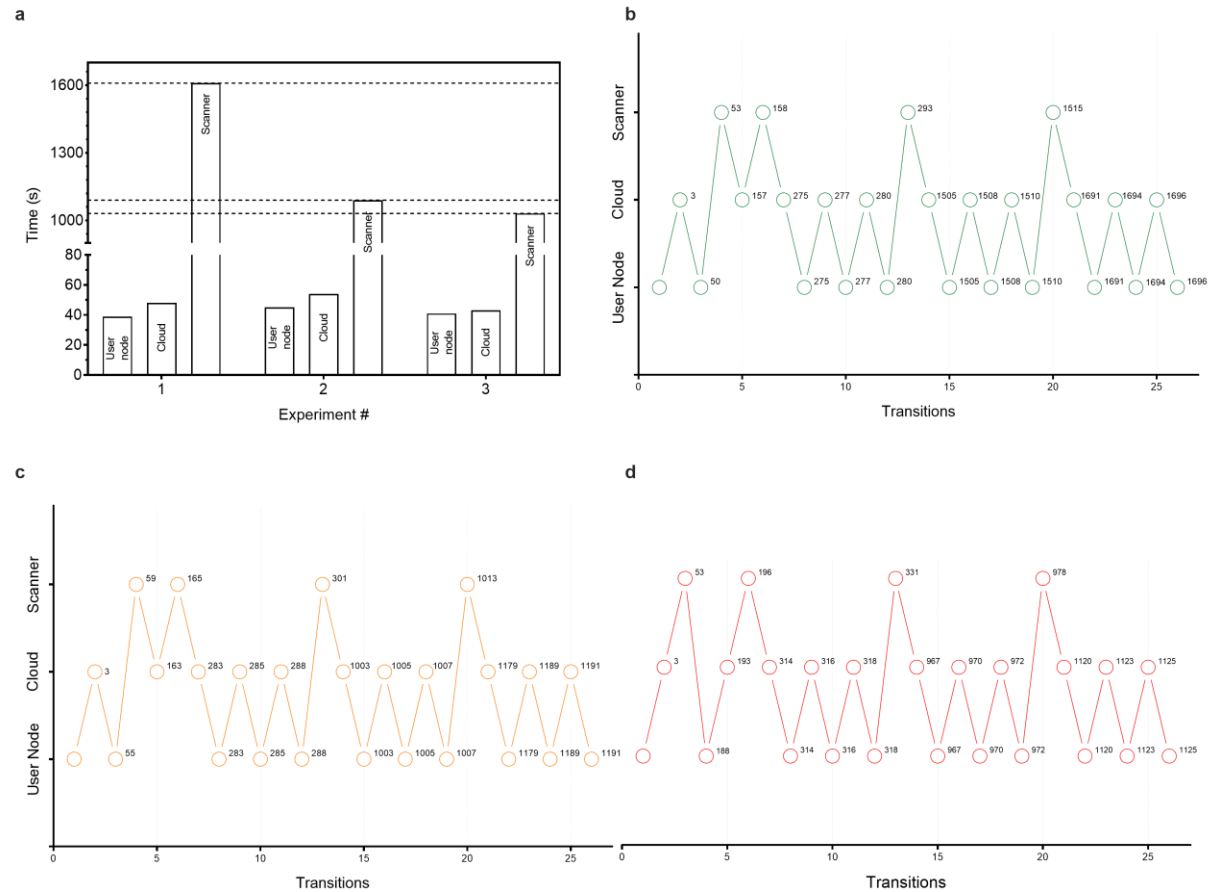 a
Time (s)
1600
1300
1000
80
60
40
20
0
User node
Cloud
Scanner
User node
Cloud
Scanner
User node
Cloud
Scanner
1 2 3
Experiment #
b
Scanner
Cloud
User Node
53 158 293 1515
3 157 275 277 280 1505 1508 1510 1691 1694 1696
50 275 277 280 1505 1508 1510 1691 1694 1696
0 5 10 15 20 25
Transitions
c
Scanner
Cloud
User Node
59 165 301 1013
3 163 283 285 288 1003 1005 1007 1179 1189 1191
55 283 285 288 1003 1005 1007 1179 1189 1191
0 5 10 15 20 25
Transitions
d
53 196 331 978
3 193 314 316 318 967 970 972 1120 1123 1125
188 314 316 318 967 970 972 1120 1123 1125
0 5 10 15 20 25
Transitions